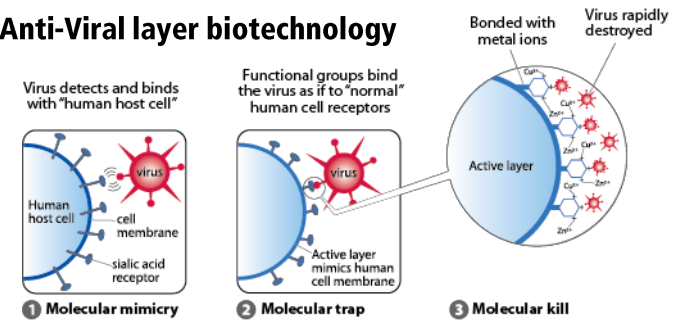 Anti-Viral layer biotechnology
Virus detects and binds
with "human host cell"
virus
Human
host cell
cell
membrane
sialic acid
receptor
1 Molecular mimicry
Functional groups bind
the virus as if to "normal"
human cell receptors
virus
Active layer
mimics human
cell membrane
2 Molecular trap
Bonded with
metal ions
Virus rapidly
destroyed
Active layer
Cu²⁺
Cu²⁺
Zn²⁺
Zn²⁺
Cu²⁺
Cu²⁺
Zn²⁺
Zn²⁺
3 Molecular kill